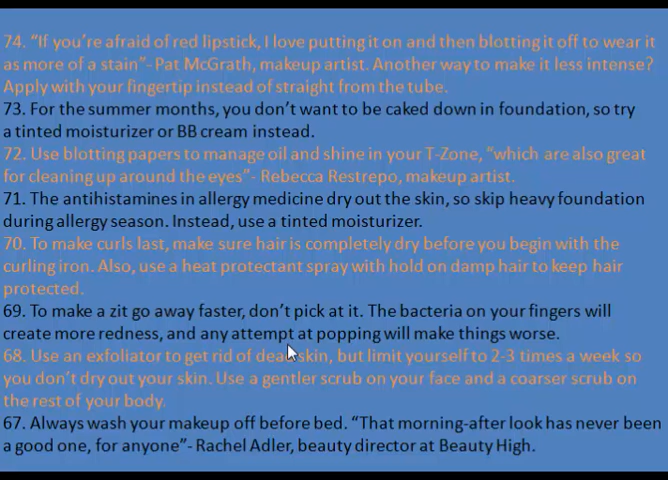 74. “If you’re afraid of red lipstick, I love putting it on and then blotting it off to wear it
as more of a stain”- Pat McGrath, makeup artist. Another way to make it less intense?
Apply with your fingertip instead of straight from the tube.
73. For the summer months, you don’t want to be caked down in foundation, so try
a tinted moisturizer or BB cream instead.
72. Use blotting papers to manage oil and shine in your T-Zone, “which are also great
for cleaning up around the eyes”- Rebecca Restrepo, makeup artist.
71. The antihistamines in allergy medicine dry out the skin, so skip heavy foundation
during allergy season. Instead, use a tinted moisturizer.
70. To make curls last, make sure hair is completely dry before you begin with the
curling iron. Also, use a heat protectant spray with hold on damp hair to keep hair
protected.
69. To make a zit go away faster, don’t pick at it. The bacteria on your fingers will
create more redness, and any attempt at popping will make things worse.
68. Use an exfoliator to get rid of dead skin, but limit yourself to 2-3 times a week so
you don’t dry out your skin. Use a gentler scrub on your face and a coarser scrub on
the rest of your body.
67. Always wash your makeup off before bed. “That morning-after look has never been
a good one, for anyone”- Rachel Adler, beauty director at Beauty High.